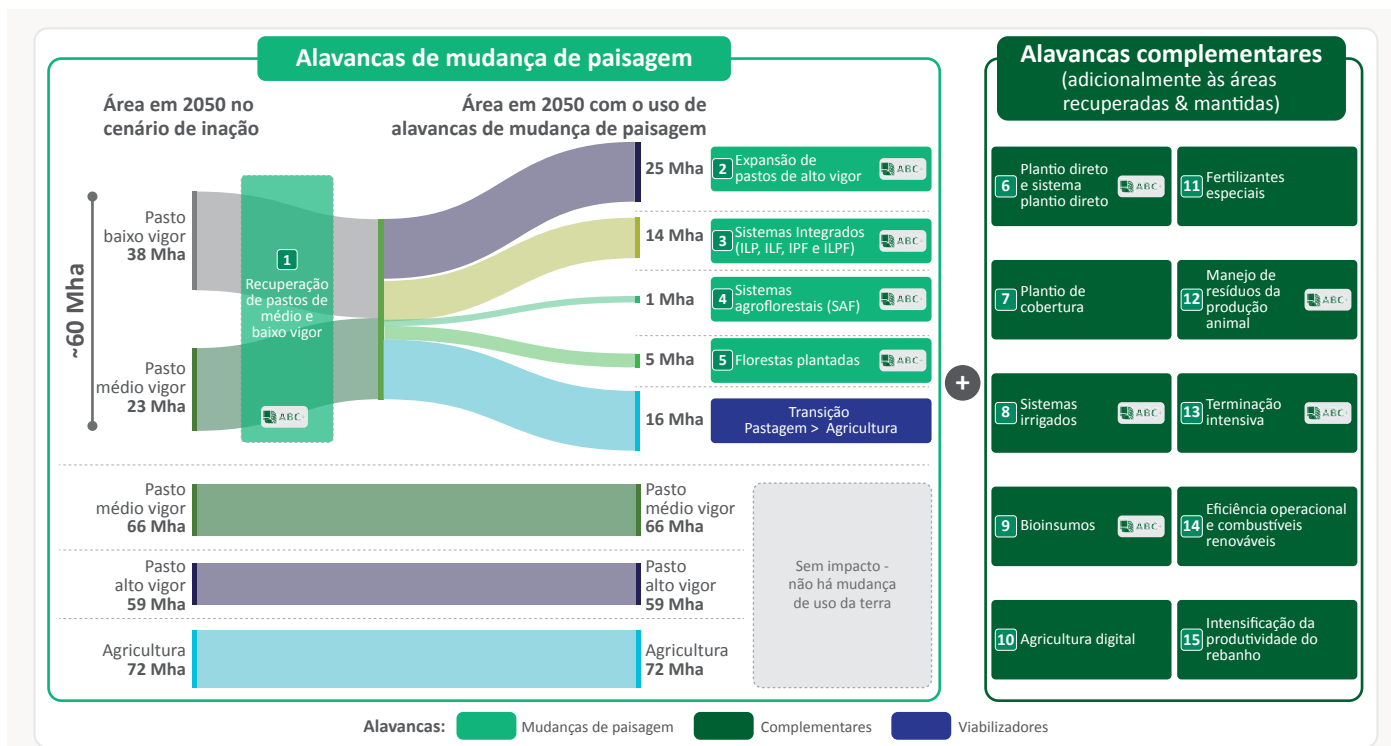 Alavancas de mudança de paisagem
Área em 2050 no
cenário de inação
Área em 2050 com o uso de
alavancas de mudança de paisagem
~60 Mha
Pasto
baixo vigor
38 Mha
Pasto
médio vigor
23 Mha
1
Recuperação
de pastos de
médio e
baixo vigor
ABC+
25 Mha
2
Expansão de
pastos de alto vigor
ABC+
14 Mha
3
Sistemas Integrados
(ILP, ILF, IPF e ILPF)
ABC+
1 Mha
4
Sistemas
agroflorestais (SAF)
ABC+
5 Mha
5
Florestas plantadas
ABC+
16 Mha
Transição
Pastagem > Agricultura
Pasto
médio vigor
66 Mha
Pasto
médio vigor
66 Mha
Pasto
alto vigor
59 Mha
Pasto
alto vigor
59 Mha
Agricultura
72 Mha
Agricultura
72 Mha
Sem impacto -
não há mudança
de uso da terra
+
Alavancas complementares
(adicionalmente às áreas
recuperadas & mantidas)
6
Plantio direto
e sistema
plantio direto
ABC+
11
Fertilizantes
especiais
7
Plantio de
cobertura
12
Manejo de
resíduos da
produção
animal
ABC+
8
Sistemas
irrigados
ABC+
13
Terminação
intensiva
ABC+
9
Bioinsumos
ABC+
14
Eficiência operacional
e combustíveis
renováveis
10
Agricultura digital
15
Intensificação da
produtividade do
rebanho
Alavancas:
Mudanças de paisagem
Complementares
Viabilizadores